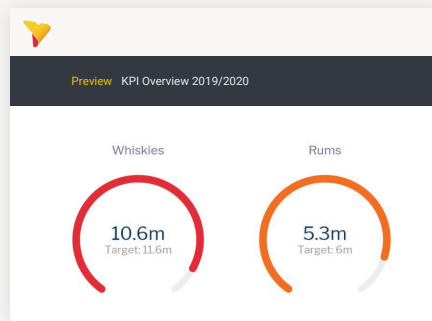 Preview KPI Overview 2019/2020
Whiskies
Rums
10.6m
Target: 11.6m
5.3m
Target: 6m